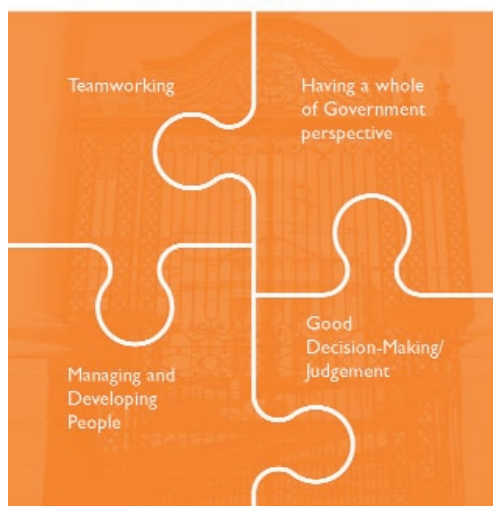 Teamworking
Having a whole
of Government
perspective
Good
Decision-Making/
Judgement
Managing and
Developing
People